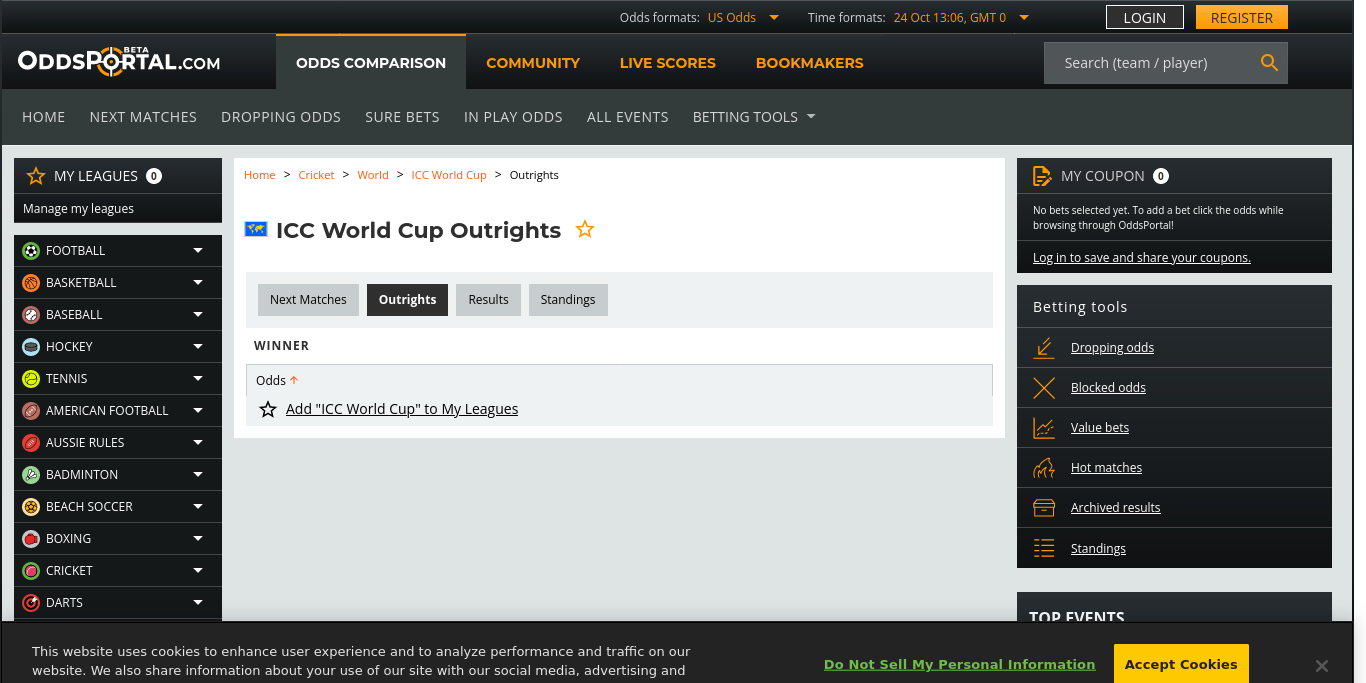 Odds formats: US Odds
Time formats: 24 Oct 13:06, GMT 0
LOGIN
REGISTER
ODDSPORTAL.COM
BETA
ODDS COMPARISON
COMMUNITY
LIVE SCORES
BOOKMAKERS
Search (team / player)
HOME
NEXT MATCHES
DROPPING ODDS
SURE BETS
IN PLAY ODDS
ALL EVENTS
BETTING TOOLS
MY LEAGUES 0
Manage my leagues
FOOTBALL
BASKETBALL
BASEBALL
HOCKEY
TENNIS
AMERICAN FOOTBALL
AUSSIE RULES
BADMINTON
BEACH SOCCER
BOXING
CRICKET
DARTS
Home > Cricket > World > ICC World Cup > Outrights
ICC World Cup Outrights
Next Matches
Outrights
Results
Standings
WINNER
Odds
Add "ICC World Cup" to My Leagues
MY COUPON 0
No bets selected yet. To add a bet click the odds while
browsing through OddsPortal!
Log in to save and share your coupons.
Betting tools
Dropping odds
Blocked odds
Value bets
Hot matches
Archived results
Standings
TOP EVENTS
This website uses cookies to enhance user experience and to analyze performance and traffic on our
website. We also share information about your use of our site with our social media, advertising and
Do Not Sell My Personal Information
Accept Cookies